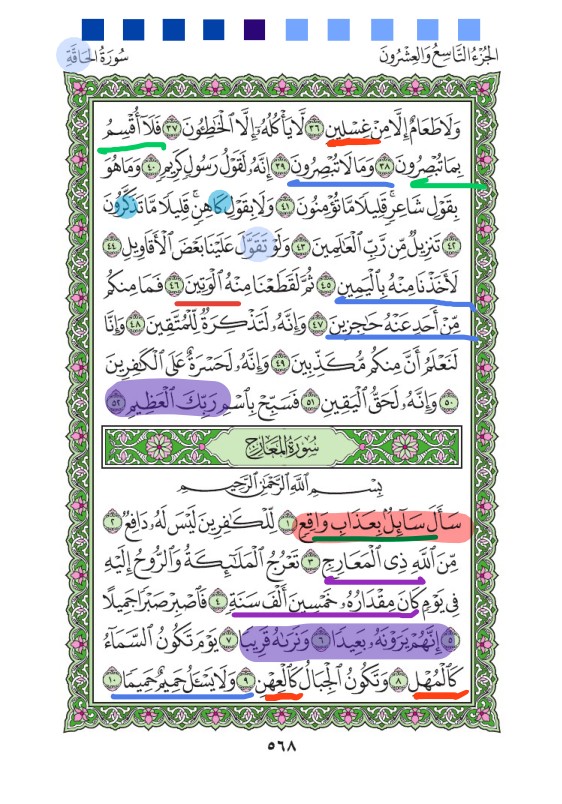 سُورَةُ الحَاقَّةِ الجُزْءُ التَّاسِعُ وَالعِشْرُونَ
وَلَا طَعَامٌ إِلَّا مِنْ غِسْلِينٍ ٣٦ لَّا يَأْكُلُهُۥٓ إِلَّا ٱلْخَٰطِـُٔونَ ٣٧ فَلَآ أُقْسِمُ
بِمَا تُبْصِرُونَ ٣٨ وَمَا لَا تُبْصِرُونَ ٣٩ إِنَّهُۥ لَقَوْلُ رَسُولٍ كَرِيمٍ ٤٠ وَمَا هُوَ
بِقَوْلِ شَاعِرٍ ۚ قَلِيلًا مَّا تُؤْمِنُونَ ٤١ وَلَا بِقَوْلِ كَاهِنٍ ۚ قَلِيلًا مَّا تَذَكَّرُونَ
٤٢ تَنزِيلٌ مِّن رَّبِّ ٱلْعَٰلَمِينَ ٤٣ وَلَوْ تَقَوَّلَ عَلَيْنَا بَعْضَ ٱلْأَقَاوِيلِ ٤٤
لَأَخَذْنَا مِنْهُ بِٱلْيَمِينِ ٤٥ ثُمَّ لَقَطَعْنَا مِنْهُ ٱلْوَتِينَ ٤٦ فَمَا مِنكُم
مِّنْ أَحَدٍ عَنْهُ حَٰجِزِينَ ٤٧ وَإِنَّهُۥ لَتَذْكِرَةٌ لِّلْمُتَّقِينَ ٤٨ وَإِنَّا
لَنَعْلَمُ أَنَّ مِنكُم مُّكَذِّبِينَ ٤٩ وَإِنَّهُۥ لَحَسْرَةٌ عَلَى ٱلْكَٰفِرِينَ
٥٠ وَإِنَّهُۥ لَحَقُّ ٱلْيَقِينِ ٥١ فَسَبِّحْ بِٱسْمِ رَبِّكَ ٱلْعَظِيمِ ٥٢
سُورَةُ المَعَارِجِ
بِسْمِ ٱللَّهِ ٱلرَّحْمَٰنِ ٱلرَّحِيمِ
سَأَلَ سَآئِلٌۢ بِعَذَابٍ وَاقِعٍ ١ لِّلْكَٰفِرِينَ لَيْسَ لَهُۥ دَافِعٌ ٢
مِّنَ ٱللَّهِ ذِى ٱلْمَعَارِجِ ٣ تَعْرُجُ ٱلْمَلَٰٓئِكَةُ وَٱلرُّوحُ إِلَيْهِ
فِى يَوْمٍ كَانَ مِقْدَارُهُۥ خَمْسِينَ أَلْفَ سَنَةٍ ٤ فَٱصْبِرْ صَبْرًا جَمِيلًا
٥ إِنَّهُمْ يَرَوْنَهُۥ بَعِيدًا ٦ وَنَرَىٰهُ قَرِيبًا ٧ يَوْمَ تَكُونُ ٱلسَّمَآءُ
كَٱلْمُهْلِ ٨ وَتَكُونُ ٱلْجِبَالُ كَٱلْعِهْنِ ٩ وَلَا يَسْـَٔلُ حَمِيمٌ حَمِيمًا ١٠
٥٦٨